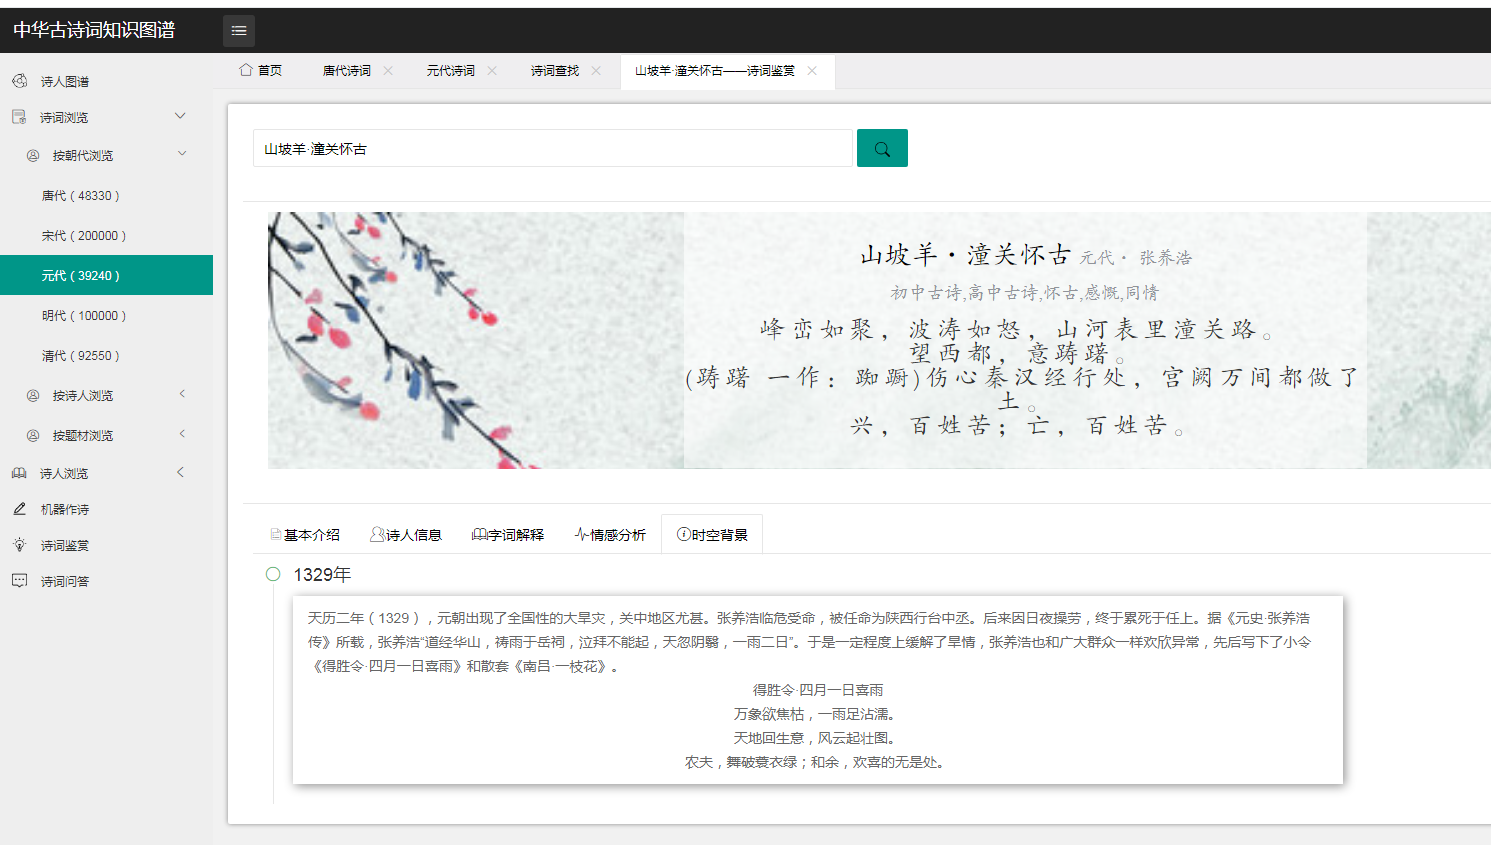 中华古诗词知识图谱
诗人图谱
诗词浏览
按朝代浏览
唐代（48330）
宋代（200000）
元代（39240）
明代（100000）
清代（92550）
按诗人浏览
按题材浏览
诗人浏览
机器作诗
诗词鉴赏
诗词问答
首页 唐代诗词 元代诗词 诗词查找 山坡羊·潼关怀古——诗词鉴赏
山坡羊·潼关怀古
山坡羊·潼关怀古 元代· 张养浩
初中古诗,高中古诗,怀古,感慨,同情
峰峦如聚，波涛如怒，山河表里潼关路。
望西都，意踌躇。
(踌躇 一作：踟蹰)伤心秦汉经行处，宫阙万间都做了
土。
兴，百姓苦；亡，百姓苦。
基本介绍 诗人信息 字词解释 情感分析 时空背景
1329年
天历二年（1329），元朝出现了全国性的大旱灾，关中地区尤甚。张养浩临危受命，被任命为陕西行台中丞。后来因日夜操劳，终于累死于任上。据《元史·张养浩
传》所载，张养浩“道经华山，祷雨于岳祠，泣拜不能起，天忽阴翳，一雨二日”。于是一定程度上缓解了旱情，张养浩也和广大群众一样欢欣异常，先后写下了小令
《得胜令·四月一日喜雨》和散套《南吕·一枝花》。
得胜令·四月一日喜雨
万象欲焦枯，一雨足沾濡。
天地回生意，风云起壮图。
农夫，舞破蓑衣绿；和余，欢喜的无是处。